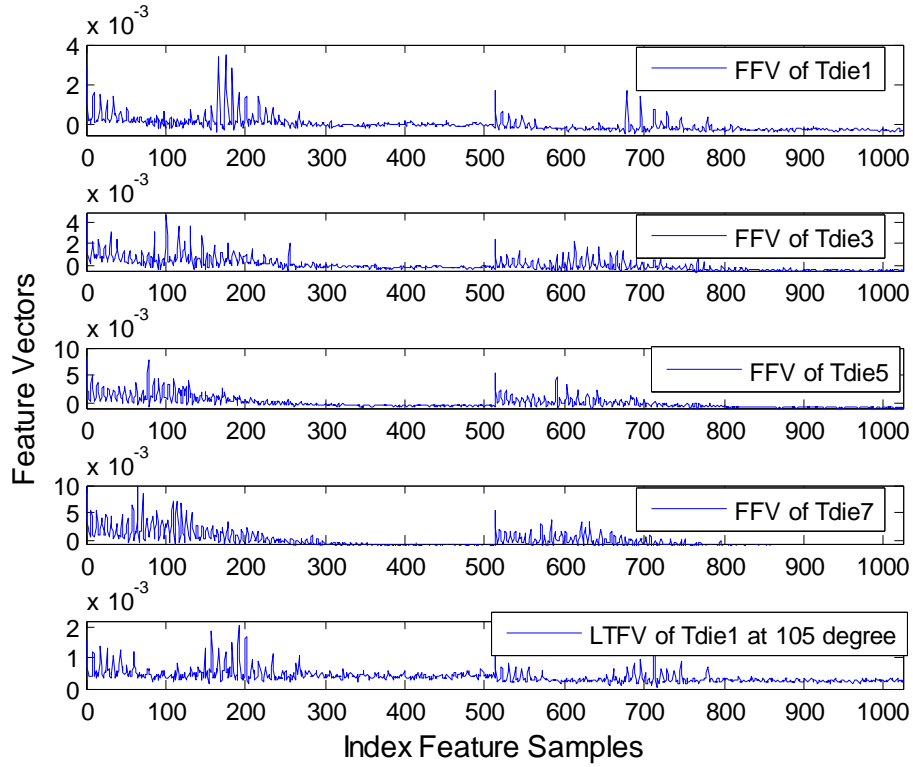 x 10-3
4
2
0
FFV of Tdie1
0 100 200 300 400 500 600 700 800 900 1000
x 10-3
4
2
0
FFV of Tdie3
0 100 200 300 400 500 600 700 800 900 1000
x 10-3
10
5
0
FFV of Tdie5
0 100 200 300 400 500 600 700 800 900 1000
x 10-3
10
5
0
FFV of Tdie7
0 100 200 300 400 500 600 700 800 900 1000
x 10-3
2
1
0
LTFV of Tdie1 at 105 degree
0 100 200 300 400 500 600 700 800 900 1000
Feature Vectors
Index Feature Samples